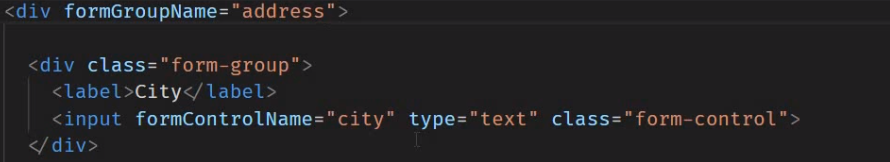 <div formGroupName="address">
<div class="form-group">
<label>City</label>
<input formControlName="city" type="text" class="form-control">
</div>